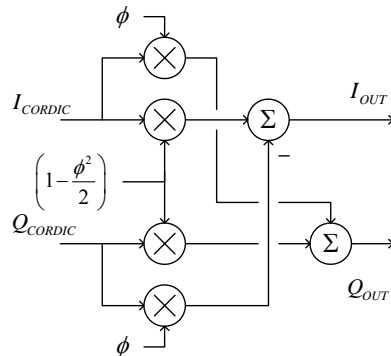 ϕ
I_CORDIC
Σ
I_OUT
−
(1 − ϕ²/2)
Q_CORDIC
Σ
Q_OUT
ϕ